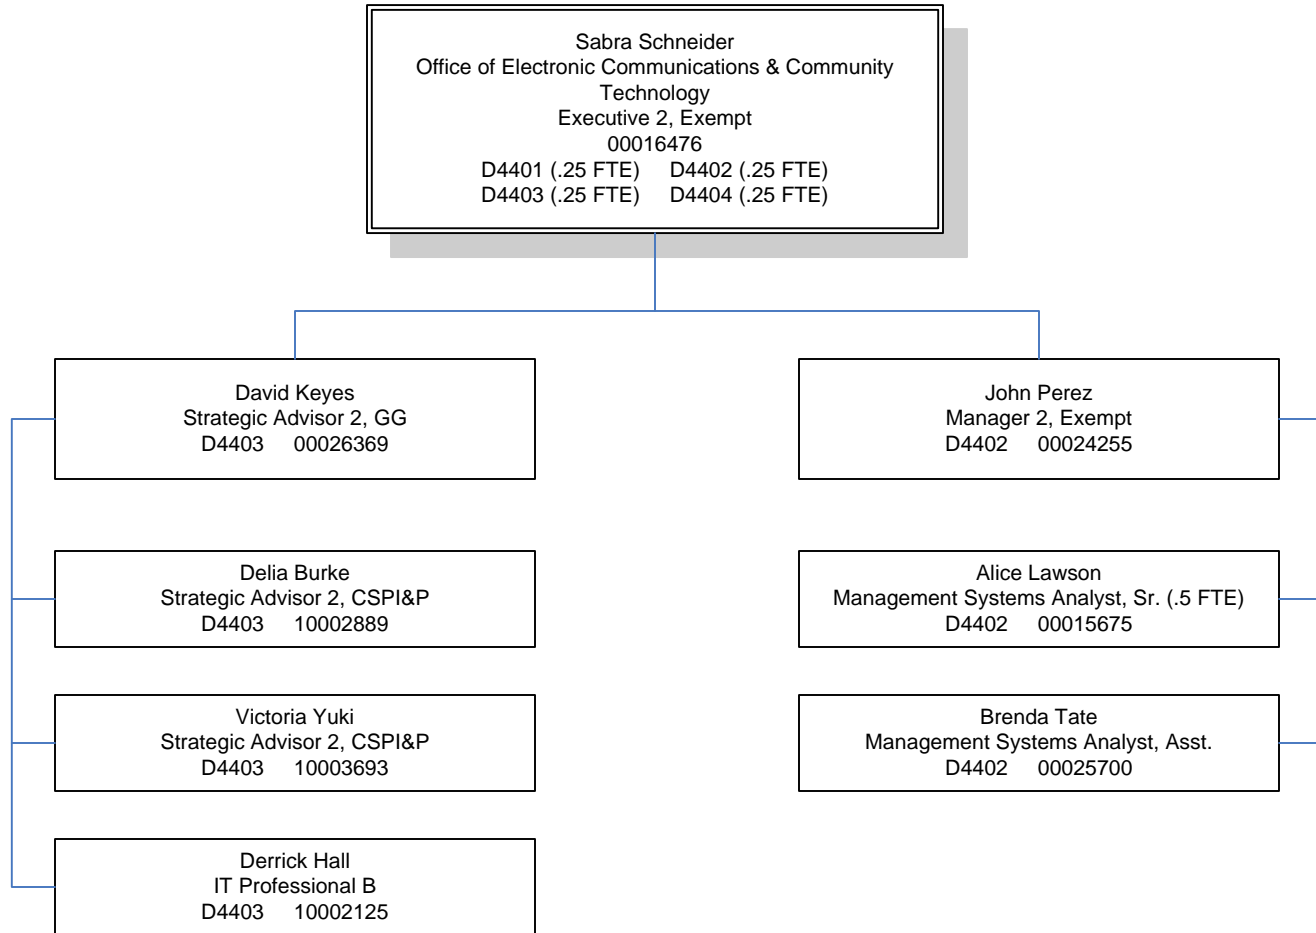 Sabra Schneider
Office of Electronic Communications & Community
Technology
Executive 2, Exempt
00016476
D4401 (.25 FTE) D4402 (.25 FTE)
D4403 (.25 FTE) D4404 (.25 FTE)
David Keyes
Strategic Advisor 2, GG
D4403 00026369
John Perez
Manager 2, Exempt
D4402 00024255
Delia Burke
Strategic Advisor 2, CSPI&P
D4403 10002889
Alice Lawson
Management Systems Analyst, Sr. (.5 FTE)
D4402 00015675
Victoria Yuki
Strategic Advisor 2, CSPI&P
D4403 10003693
Brenda Tate
Management Systems Analyst, Asst.
D4402 00025700
Derrick Hall
IT Professional B
D4403 10002125